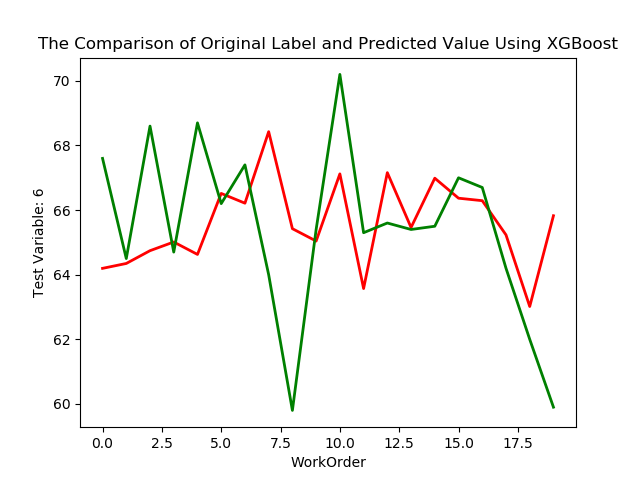 The Comparison of Original Label and Predicted Value Using XGBoost
70
68
66
64
62
60
Test Variable: 6
0.0 2.5 5.0 7.5 10.0 12.5 15.0 17.5
WorkOrder